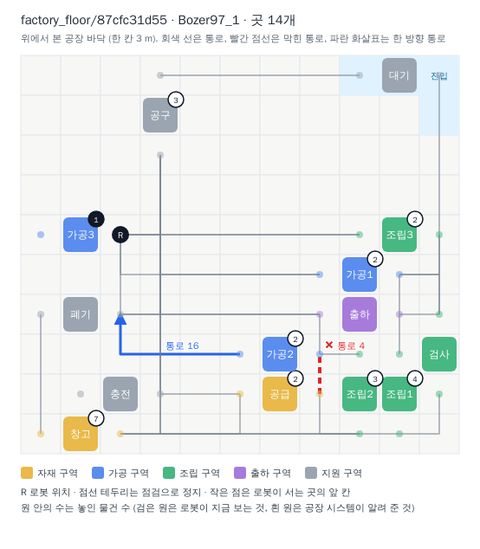 factory_floor/87cfc31d55 · Bozer97_1 · 곳 14개
위에서 본 공장 바닥 (한 칸 3 m). 회색 선은 통로, 빨간 점선은 막힌 통로, 파란 화살표는 한 방향 통로
대기
진입
공구
3
가공3
1
R
조립3
2
가공1
2
폐기
출하
통로 16
가공2
2
✕ 통로 4
검사
충전
공급
2
조립2
3
조립1
4
창고
7
자재 구역
가공 구역
조립 구역
출하 구역
지원 구역
R 로봇 위치 · 점선 테두리는 점검으로 정지 · 작은 점은 로봇이 서는 곳의 앞 칸
원 안의 수는 놓인 물건 수 (검은 원은 로봇이 지금 보는 것, 흰 원은 공장 시스템이 알려 준 것)